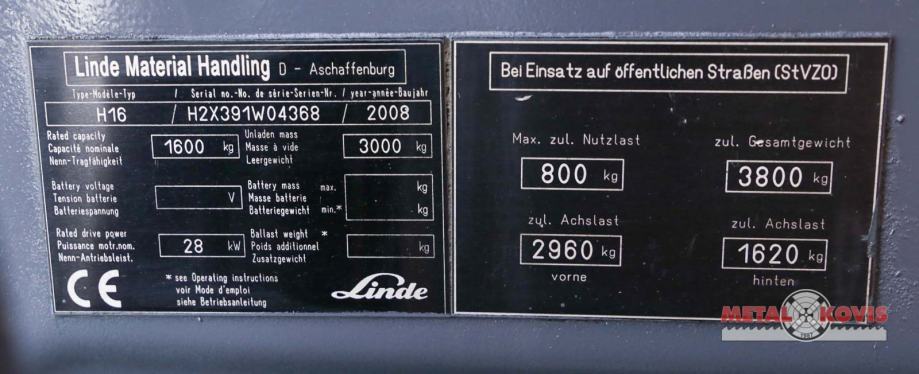 Linde Material Handling D - Aschaffenburg
Type-Modele-Typ / Serial no.-No. de série-Serien-Nr. / year-année-Baujahr
H16 / H2X391W04368 / 2008
Rated capacity
Capacité nominale
Nenn-Tragfähigkeit
1600 kg
Unladen mass
Masse à vide
Leergewicht
3000 kg
Battery voltage
Tension batterie
Batteriespannung
V
Battery mass max. kg
Masse batterie
Batteriegewicht min.* kg
Rated drive power
Puissance motr.nom.
Nenn-Antriebsleist.
28 kW
Ballast weight *
Poids additionnel
Zusatzgewicht
kg
CE
* see Operating instructions
voir Mode d'emploi
siehe Betriebsanleitung
Linde
Bei Einsatz auf öffentlichen Straßen (StVZO)
Max. zul. Nutzlast
800 kg
zul. Gesamtgewicht
3800 kg
zul. Achslast
2960 kg
vorne
zul. Achslast
1620 kg
hinten
METAL KOVIS